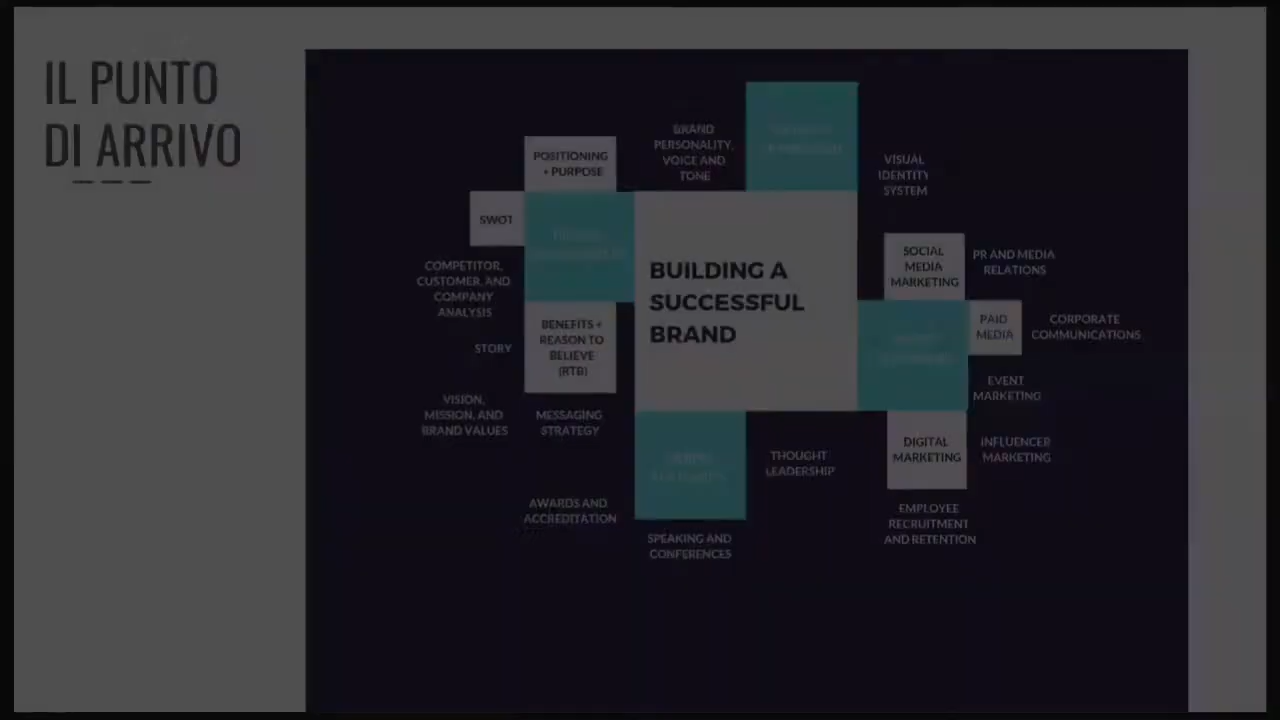 IL PUNTO
DI ARRIVO
BRAND
PERSONALITY,
VOICE AND
TONE
VISUAL
IDENTITY
SYSTEM
POSITIONING
+ PURPOSE
SWOT
COMPETITOR,
CUSTOMER, AND
COMPANY
ANALYSIS
STORY
BENEFITS +
REASON TO
BELIEVE
(RTB)
VISION,
MISSION, AND
BRAND VALUES
MESSAGING
STRATEGY
BUILDING A
SUCCESSFUL
BRAND
SOCIAL
MEDIA
MARKETING
PR AND MEDIA
RELATIONS
PAID
MEDIA
CORPORATE
COMMUNICATIONS
EVENT
MARKETING
DIGITAL
MARKETING
INFLUENCER
MARKETING
EMPLOYEE
RECRUITMENT
AND RETENTION
THOUGHT
LEADERSHIP
AWARDS AND
ACCREDITATION
SPEAKING AND
CONFERENCES